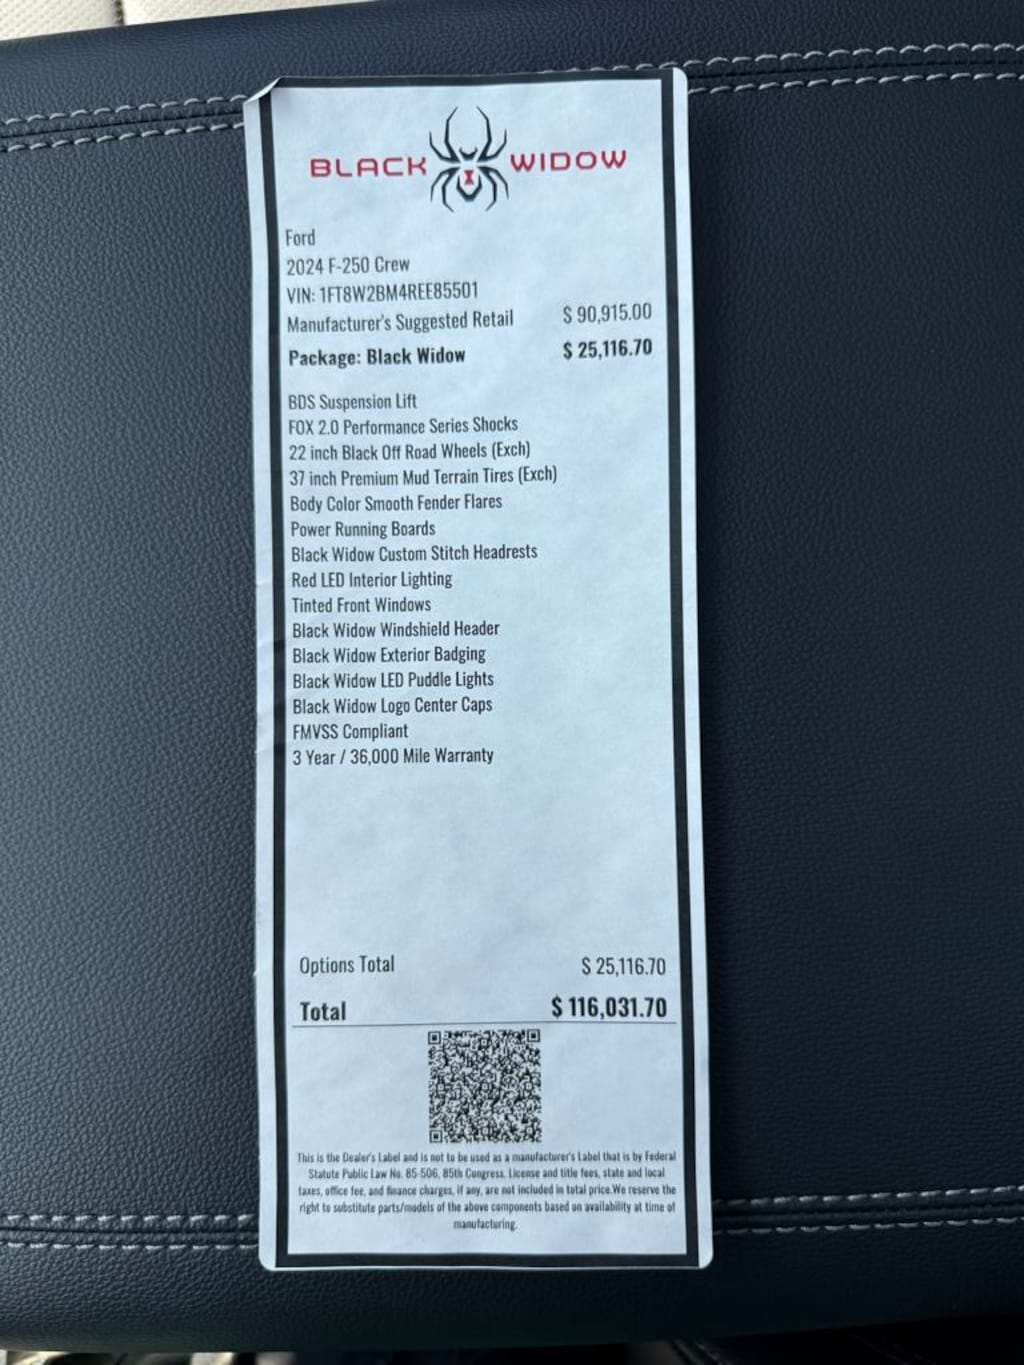 BLACK WIDOW
Ford
2024 F-250 Crew
VIN: 1FT8W2BM4REE85501
Manufacturer's Suggested Retail $ 90,915.00
Package: Black Widow $ 25,116.70
BDS Suspension Lift
FOX 2.0 Performance Series Shocks
22 inch Black Off Road Wheels (Exch)
37 inch Premium Mud Terrain Tires (Exch)
Body Color Smooth Fender Flares
Power Running Boards
Black Widow Custom Stitch Headrests
Red LED Interior Lighting
Tinted Front Windows
Black Widow Windshield Header
Black Widow Exterior Badging
Black Widow LED Puddle Lights
Black Widow Logo Center Caps
FMVSS Compliant
3 Year / 36,000 Mile Warranty
Options Total $ 25,116.70
Total $ 116,031.70
This is the Dealer's Label and is not to be used as a manufacturer's Label that is by Federal
Statute Public Law No. 85-506, 85th Congress. License and title fees, state and local
taxes, office fee, and finance charges, if any, are not included in total price.We reserve the
right to substitute parts/models of the above components based on availability at time of
manufacturing.